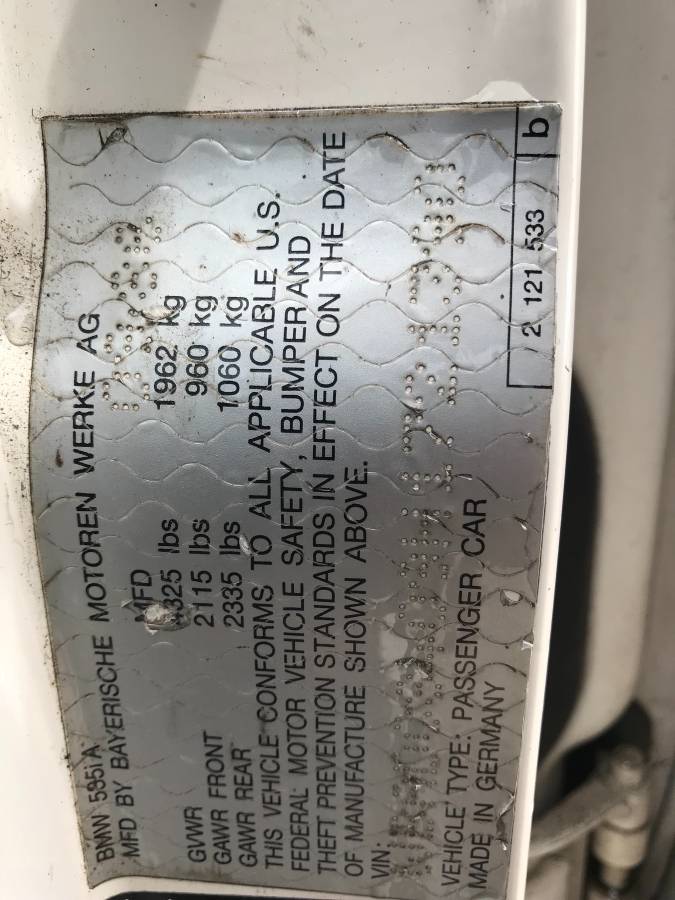 BMW 535iA
MFD BY BAYERISCHE MOTOREN WERKE AG
MFD
GVWR 4325 lbs 1962 kg
GAWR FRONT 2115 lbs 960 kg
GAWR REAR 2335 lbs 1060 kg
THIS VEHICLE CONFORMS TO ALL APPLICABLE U.S.
FEDERAL MOTOR VEHICLE SAFETY, BUMPER AND
THEFT PREVENTION STANDARDS IN EFFECT ON THE DATE
OF MANUFACTURE SHOWN ABOVE.
VIN:
VEHICLE TYPE: PASSENGER CAR
MADE IN GERMANY
2 121 533 b